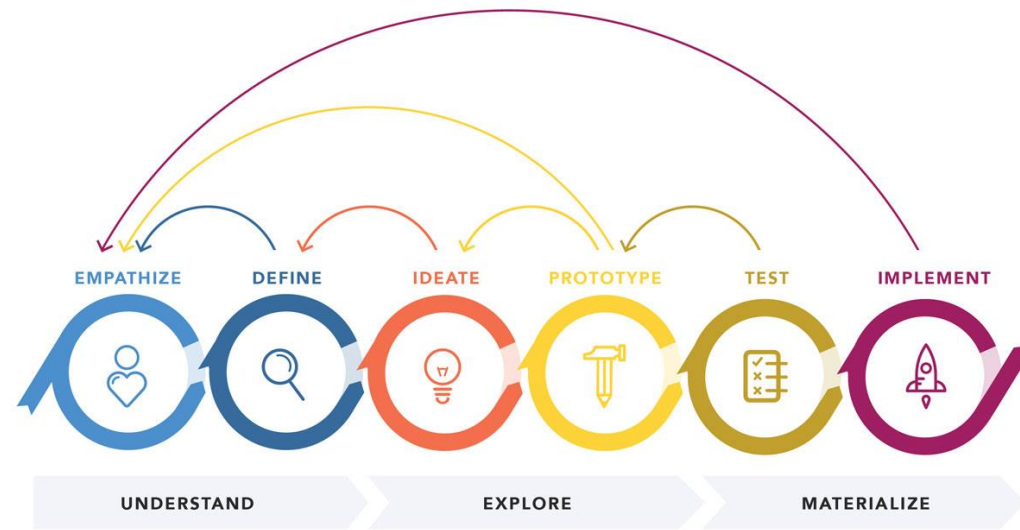 EMPATHIZE
DEFINE
IDEATE
PROTOTYPE
TEST
IMPLEMENT
UNDERSTAND
EXPLORE
MATERIALIZE